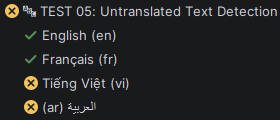 TEST 05: Untranslated Text Detection
English (en)
Français (fr)
Tiếng Việt (vi)
العربية (ar)